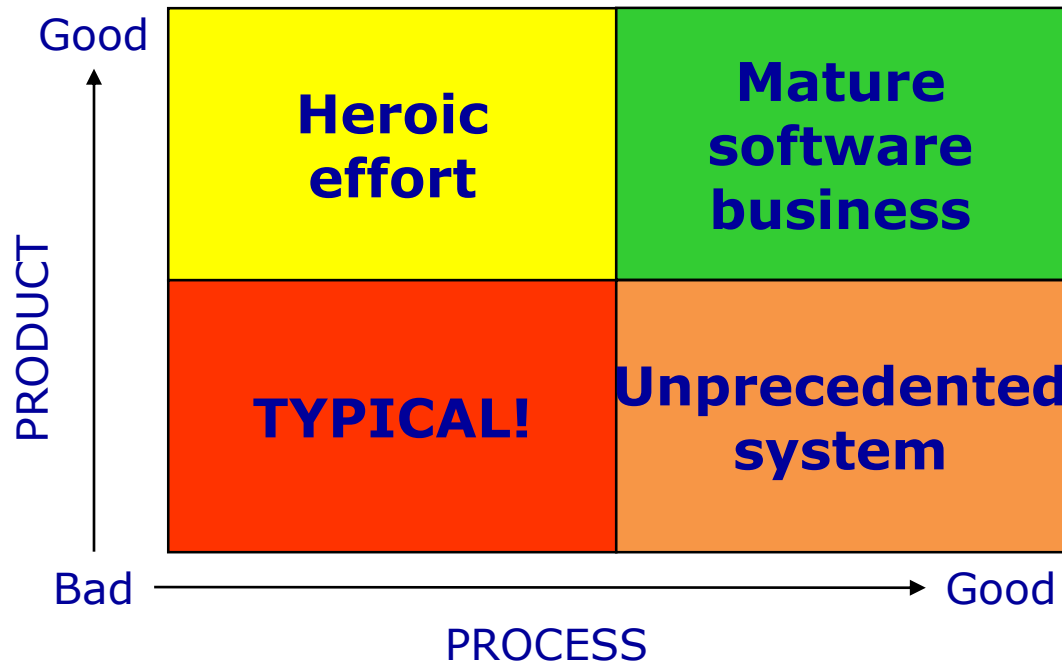 Good
Heroic
effort
Mature
software
business
PRODUCT
TYPICAL!
Unprecedented
system
Bad
Good
PROCESS